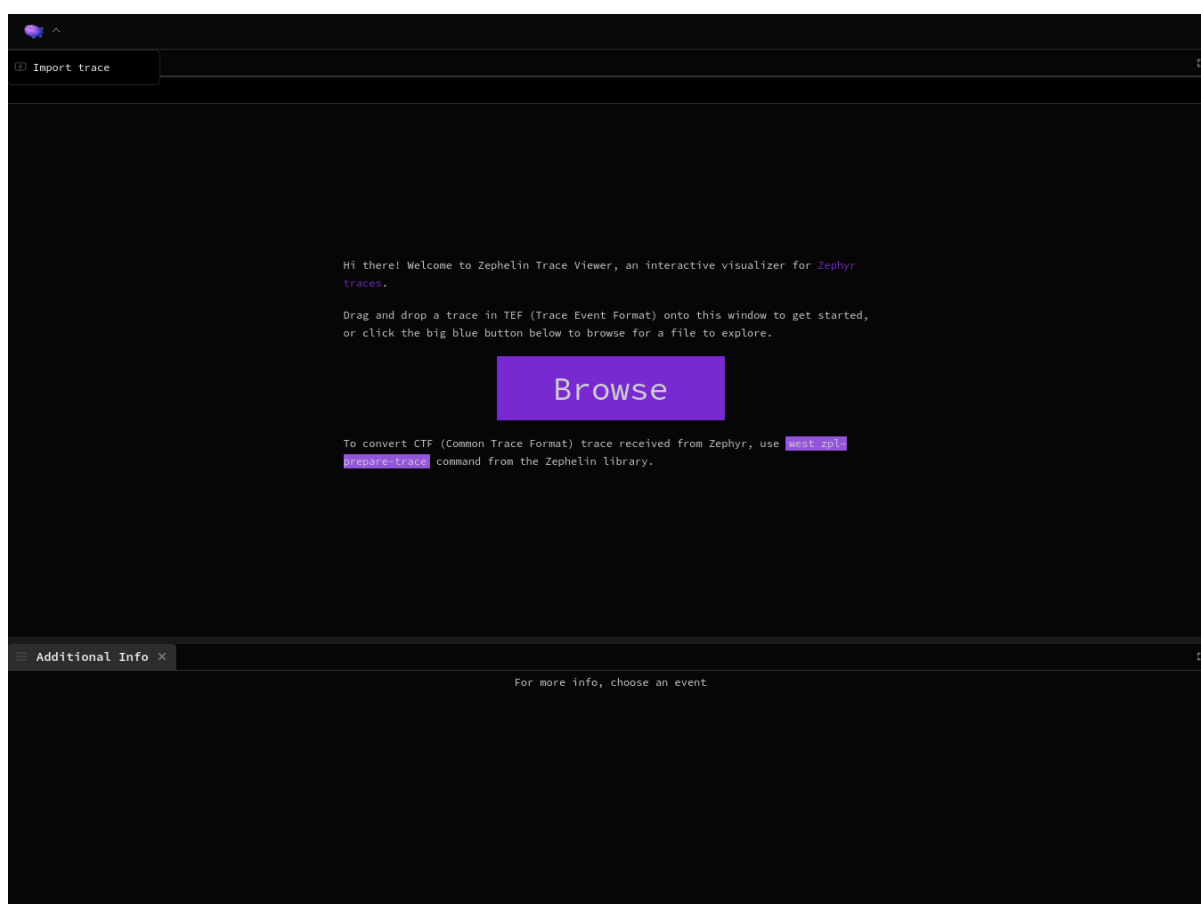 Import trace
Hi there! Welcome to Zephelin Trace Viewer, an interactive visualizer for Zephyr
traces.
Drag and drop a trace in TEF (Trace Event Format) onto this window to get started,
or click the big blue button below to browse for a file to explore.
Browse
To convert CTF (Common Trace Format) trace received from Zephyr, use west zpl-
prepare-trace command from the Zephelin library.
Additional Info
For more info, choose an event